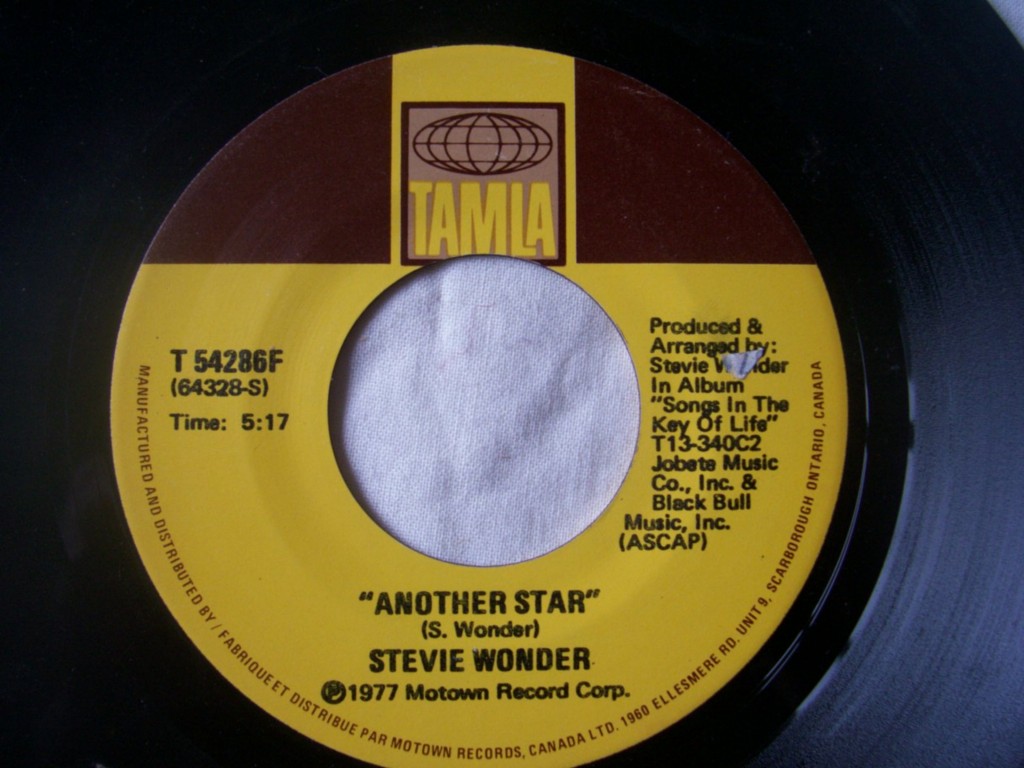 TAMLA
T 54286F
(64328-S)
Time: 5:17
Produced &
Arranged by:
Stevie
In Album
"Songs In The
Key Of Life"
T13-340C2
Jobete Music
Co., Inc. &
Black Bull
Music, Inc.
(ASCAP)
"ANOTHER STAR"
(S. Wonder)
STEVIE WONDER
℗1977 Motown Record Corp.
MANUFACTURED AND DISTRIBUTED BY / FABRIQUE ET DISTRIBUE PAR MOTOWN RECORDS, CANADA LTD. 1960 ELLESMERE RD. UNIT 9, SCARBOROUGH ONTARIO, CANADA